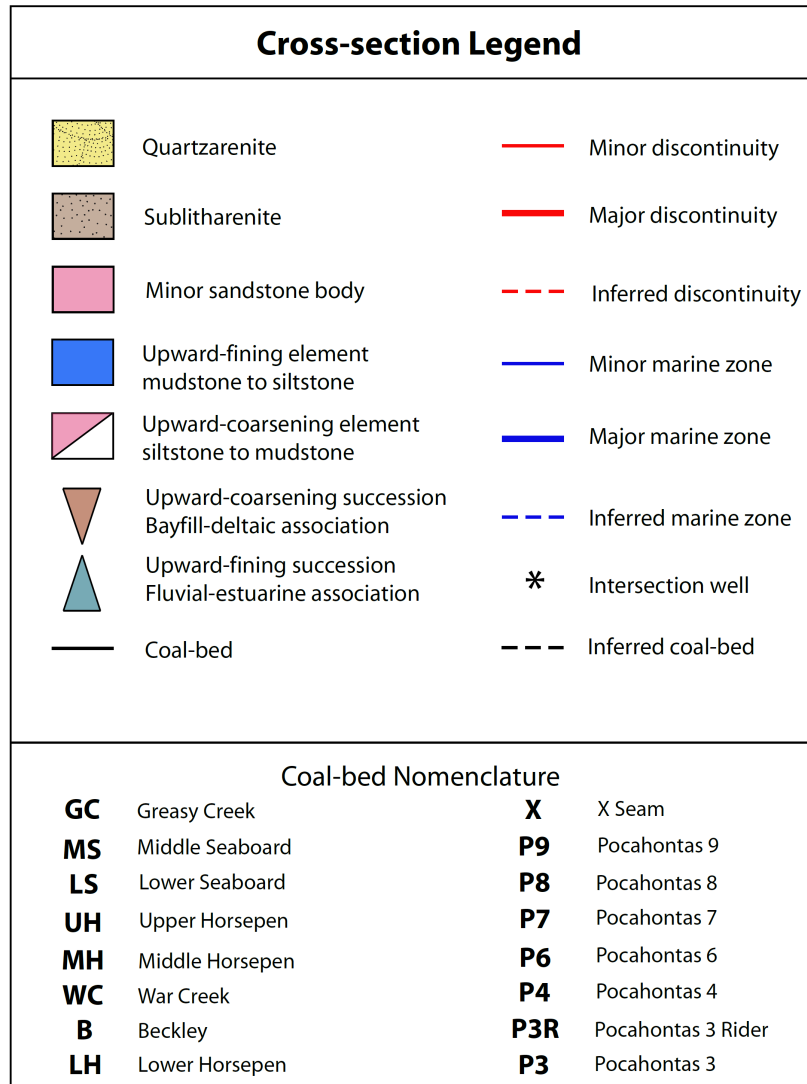 Cross-section Legend
Quartzarenite
Minor discontinuity
Sublitharenite
Major discontinuity
Minor sandstone body
Inferred discontinuity
Upward-fining element
mudstone to siltstone
Minor marine zone
Upward-coarsening element
siltstone to mudstone
Major marine zone
Upward-coarsening succession
Bayfill-deltaic association
Inferred marine zone
Upward-fining succession
Fluvial-estuarine association
* Intersection well
Coal-bed
Inferred coal-bed
Coal-bed Nomenclature
GC Greasy Creek
X X Seam
MS Middle Seaboard
P9 Pocahontas 9
LS Lower Seaboard
P8 Pocahontas 8
UH Upper Horsepen
P7 Pocahontas 7
MH Middle Horsepen
P6 Pocahontas 6
WC War Creek
P4 Pocahontas 4
B Beckley
P3R Pocahontas 3 Rider
LH Lower Horsepen
P3 Pocahontas 3